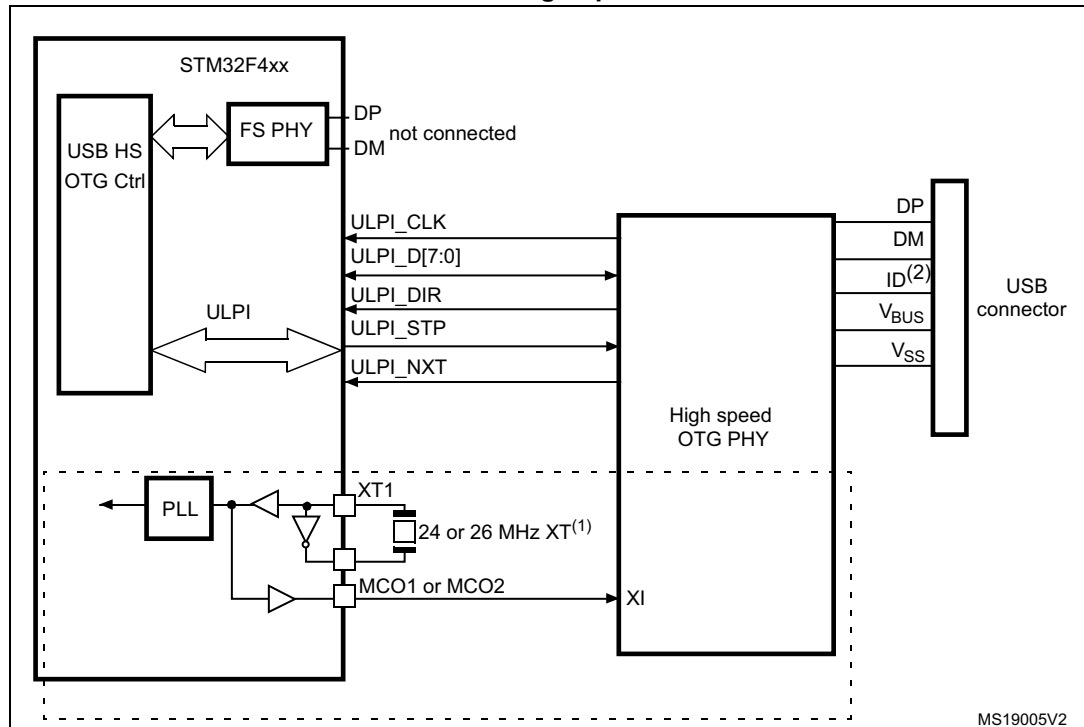 STM32F4xx
FS PHY
DP
DM
not connected
USB HS
OTG Ctrl
ULPI
ULPI_CLK
ULPI_D[7:0]
ULPI_DIR
ULPI_STP
ULPI_NXT
High speed
OTG PHY
DP
DM
ID(2)
VBUS
VSS
USB
connector
PLL
XT1
24 or 26 MHz XT(1)
MCO1 or MCO2
XI
MS19005V2